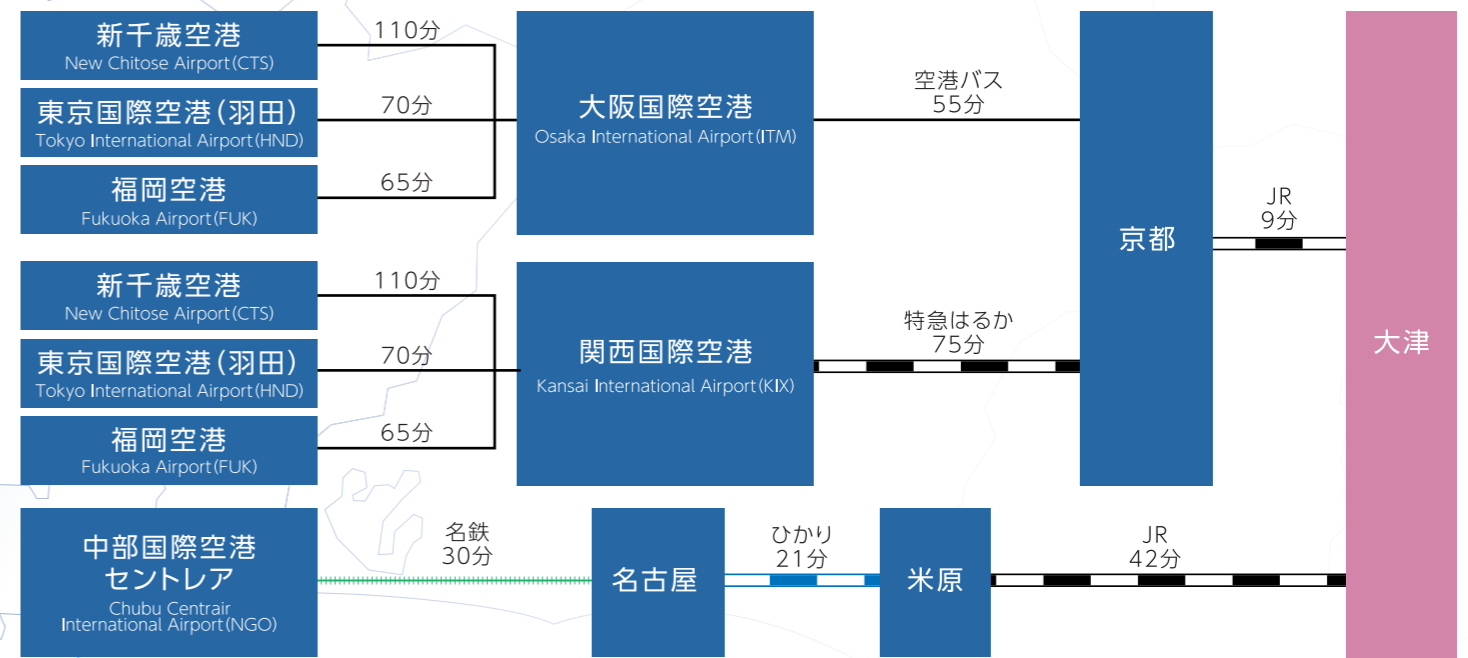 新千歳空港
New Chitose Airport(CTS)
110分
東京国際空港(羽田)
Tokyo International Airport(HND)
70分
福岡空港
Fukuoka Airport(FUK)
65分
大阪国際空港
Osaka International Airport(ITM)
空港バス
55分
新千歳空港
New Chitose Airport(CTS)
110分
東京国際空港(羽田)
Tokyo International Airport(HND)
70分
福岡空港
Fukuoka Airport(FUK)
65分
関西国際空港
Kansai International Airport(KIX)
特急はるか
75分
京都
JR
9分
大津
中部国際空港
セントレア
Chubu Centrair
International Airport(NGO)
名鉄
30分
名古屋
ひかり
21分
米原
JR
42分